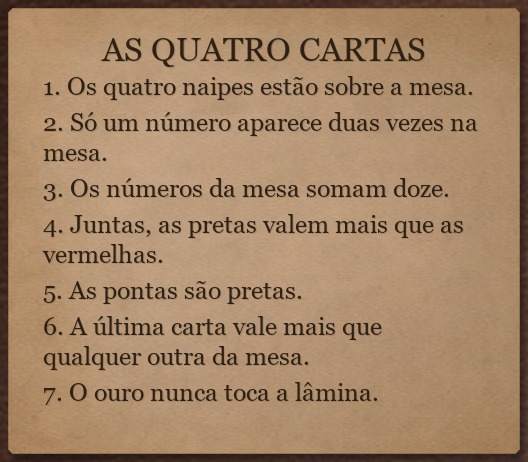 AS QUATRO CARTAS
1. Os quatro naipes estão sobre a mesa.
2. Só um número aparece duas vezes na
mesa.
3. Os números da mesa somam doze.
4. Juntas, as pretas valem mais que as
vermelhas.
5. As pontas são pretas.
6. A última carta vale mais que
qualquer outra da mesa.
7. O ouro nunca toca a lâmina.